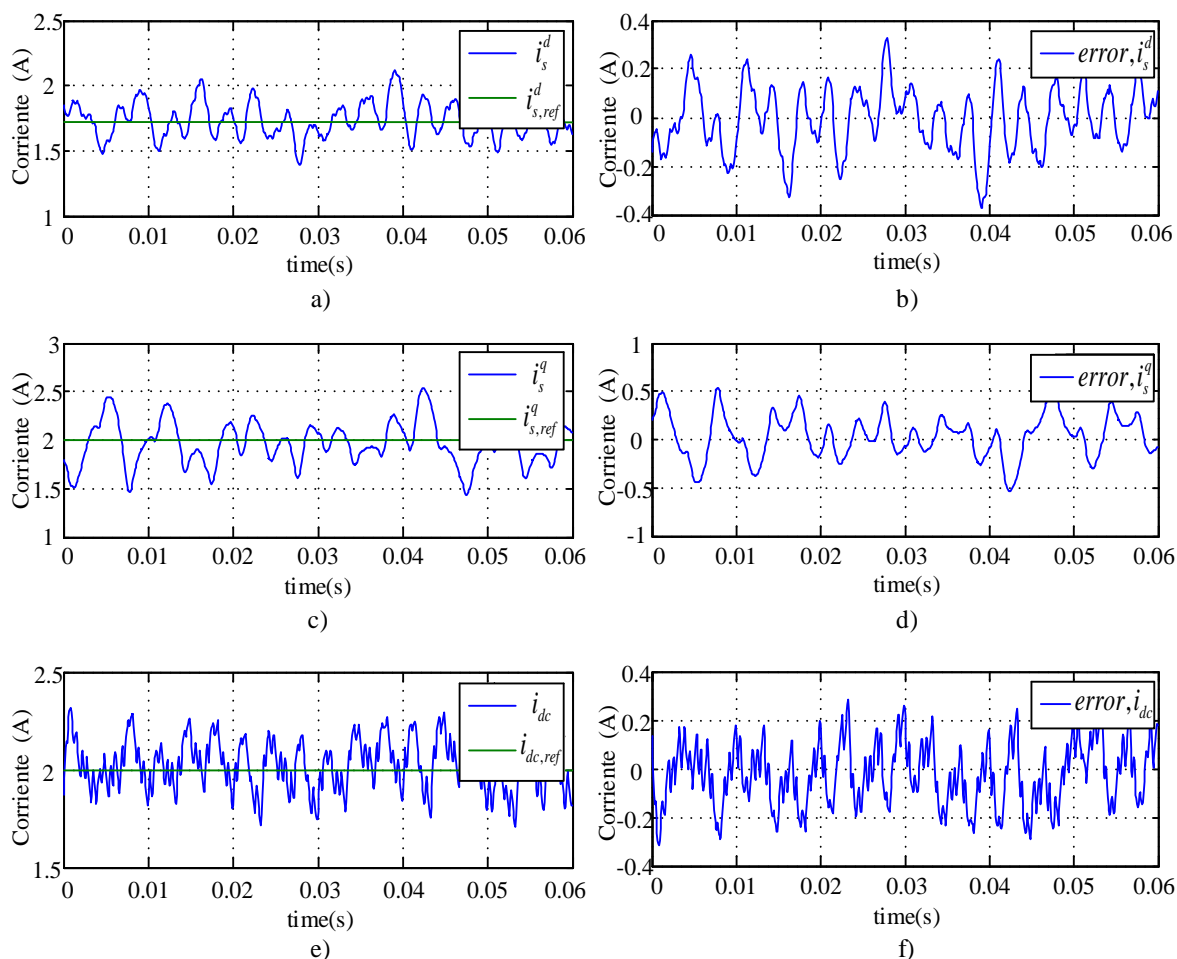 2.5
2
1.5
1
Corriente (A)
i_s^d
i_{s,ref}^d
0 0.01 0.02 0.03 0.04 0.05 0.06
time(s)
a)
0.4
0.2
0
-0.2
-0.4
Corriente (A)
error,i_s^d
0 0.01 0.02 0.03 0.04 0.05 0.06
time(s)
b)
3
2.5
2
1.5
1
Corriente (A)
i_s^q
i_{s,ref}^q
0 0.01 0.02 0.03 0.04 0.05 0.06
time(s)
c)
1
0.5
0
-0.5
-1
Corriente (A)
error,i_s^q
0 0.01 0.02 0.03 0.04 0.05 0.06
time(s)
d)
2.5
2
1.5
Corriente (A)
i_{dc}
i_{dc,ref}
0 0.01 0.02 0.03 0.04 0.05 0.06
time(s)
e)
0.4
0.2
0
-0.2
-0.4
Corriente (A)
error,i_{dc}
0 0.01 0.02 0.03 0.04 0.05 0.06
time(s)
f)